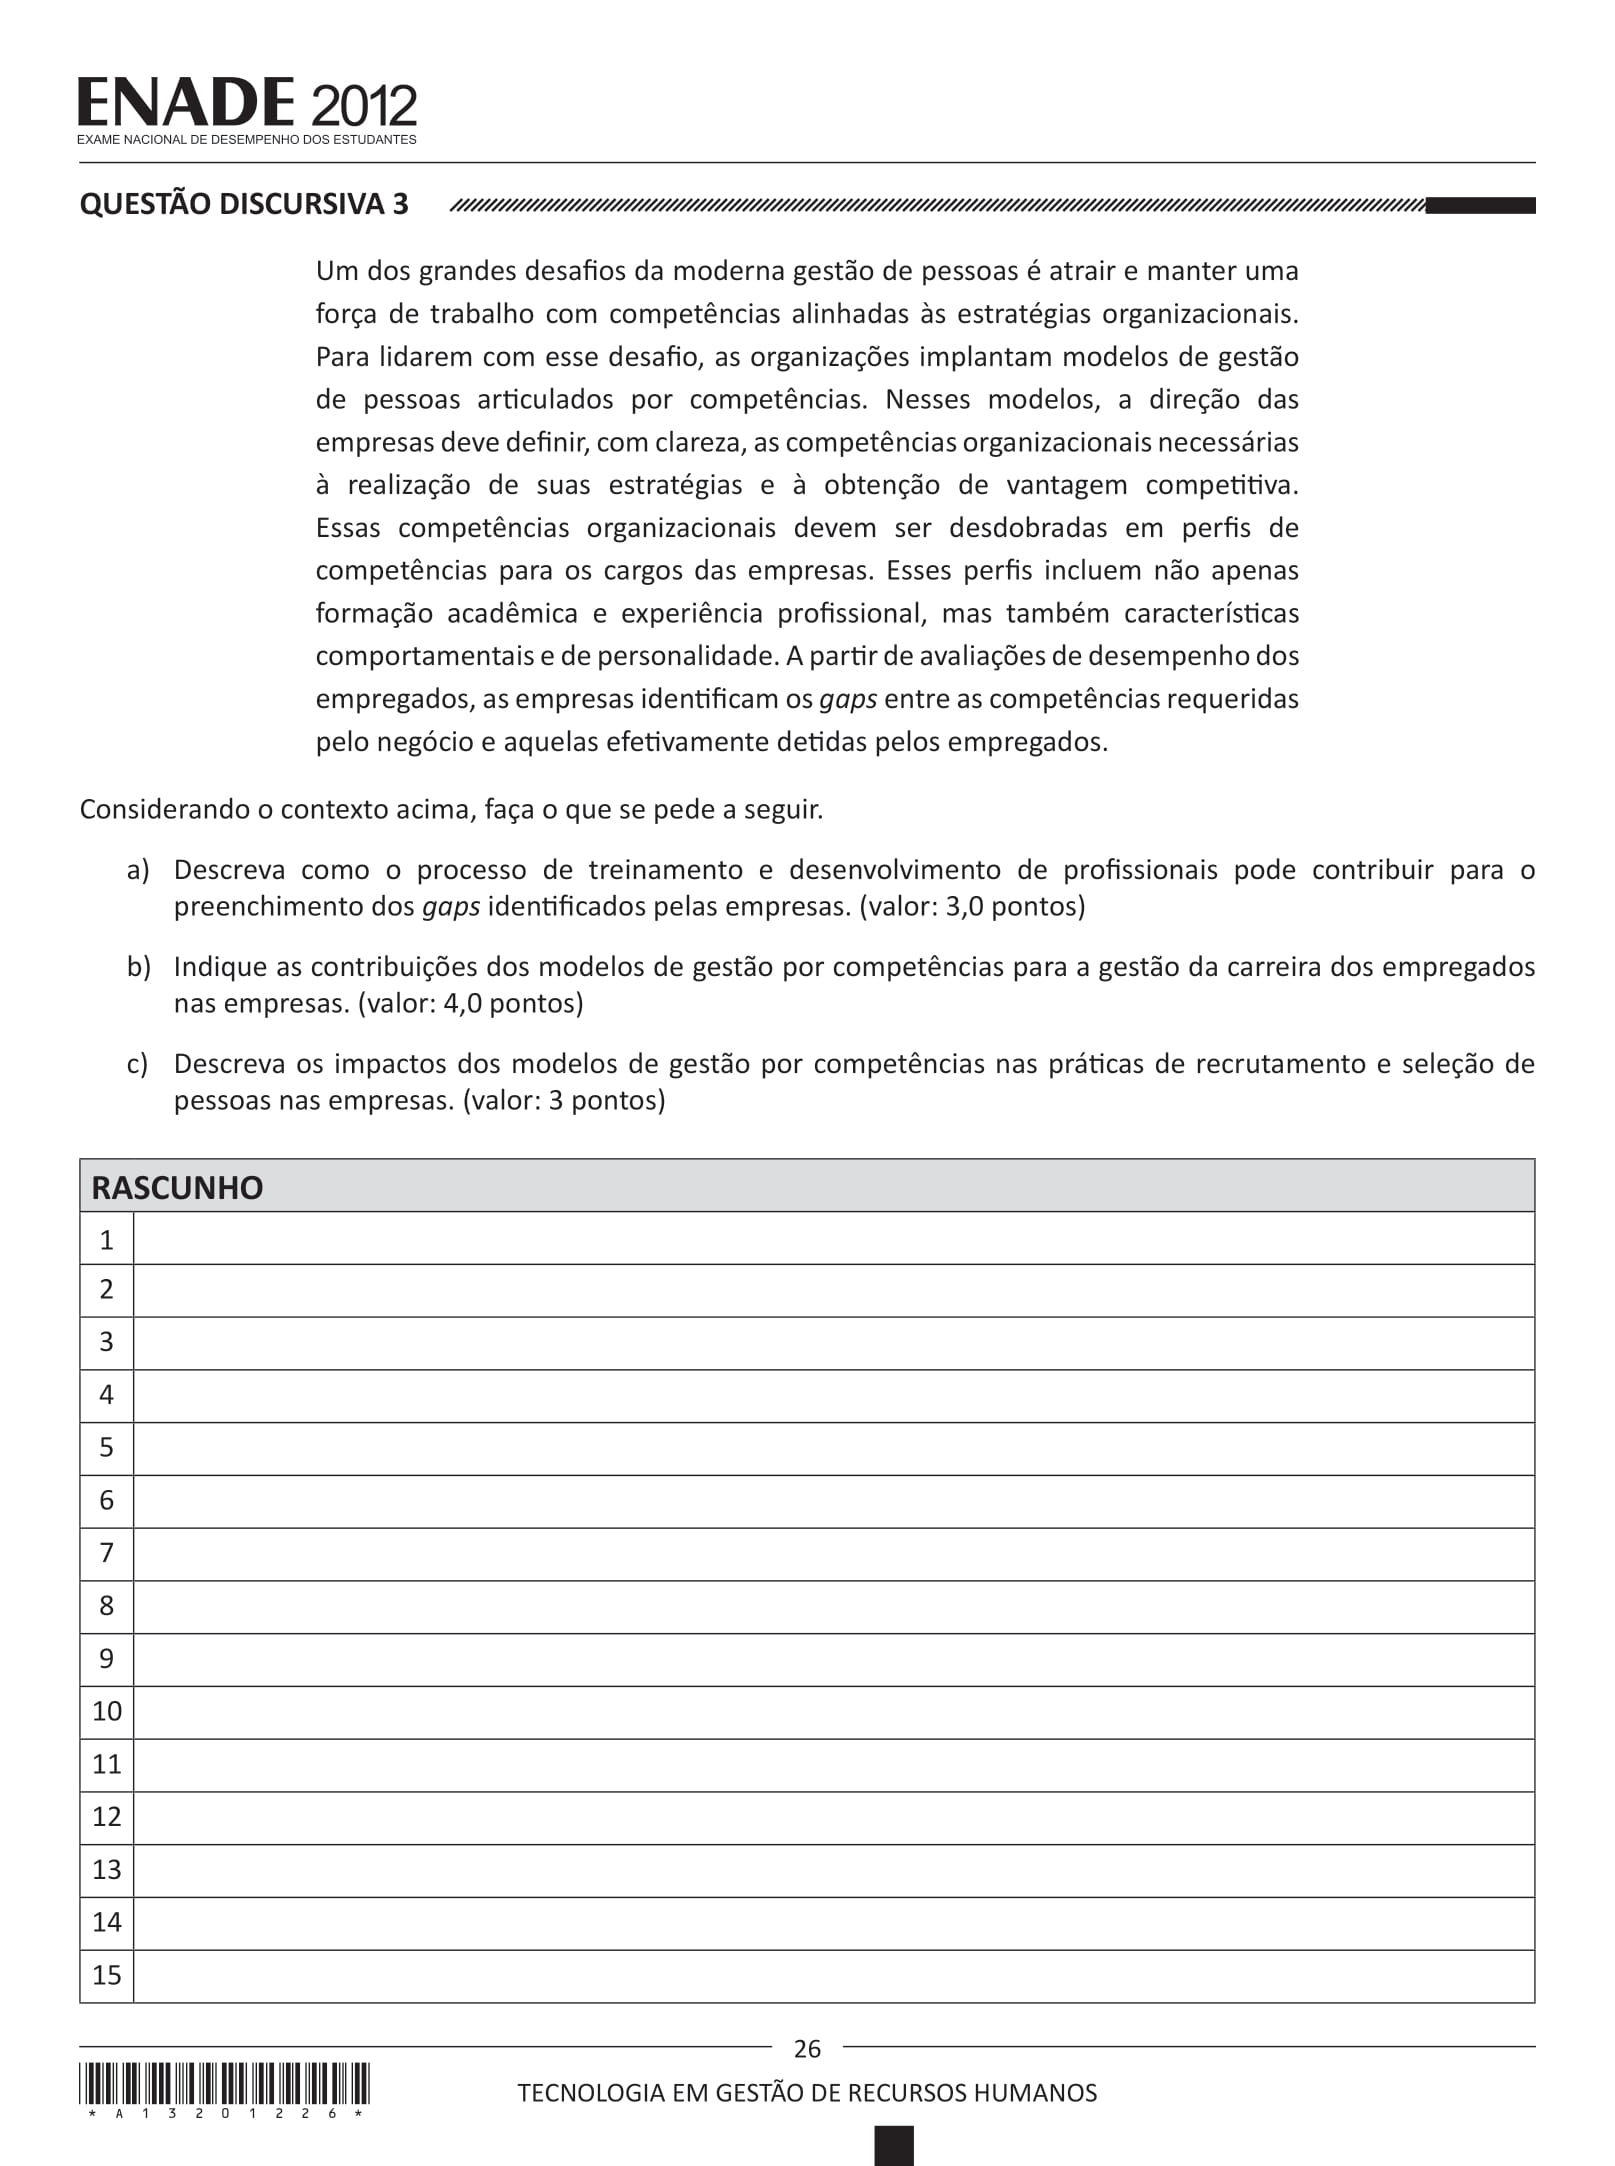 ENADE 2012
EXAME NACIONAL DE DESEMPENHO DOS ESTUDANTES
QUESTÃO DISCURSIVA 3
Um dos grandes desafios da moderna gestão de pessoas é atrair e manter uma
força de trabalho com competências alinhadas às estratégias organizacionais.
Para lidarem com esse desafio, as organizações implantam modelos de gestão
de pessoas articulados por competências. Nesses modelos, a direção das
empresas deve definir, com clareza, as competências organizacionais necessárias
à realização de suas estratégias e à obtenção de vantagem competitiva.
Essas competências organizacionais devem ser desdobradas em perfis de
competências para os cargos das empresas. Esses perfis incluem não apenas
formação acadêmica e experiência profissional, mas também características
comportamentais e de personalidade. A partir de avaliações de desempenho dos
empregados, as empresas identificam os gaps entre as competências requeridas
pelo negócio e aquelas efetivamente detidas pelos empregados.
Considerando o contexto acima, faça o que se pede a seguir.
a) Descreva como o processo de treinamento e desenvolvimento de profissionais pode contribuir para o
preenchimento dos gaps identificados pelas empresas. (valor: 3,0 pontos)
b) Indique as contribuições dos modelos de gestão por competências para a gestão da carreira dos empregados
nas empresas. (valor: 4,0 pontos)
c) Descreva os impactos dos modelos de gestão por competências nas práticas de recrutamento e seleção de
pessoas nas empresas. (valor: 3 pontos)
RASCUNHO
1
2
3
4
5
6
7
8
9
10
11
12
13
14
15
26
TECNOLOGIA EM GESTÃO DE RECURSOS HUMANOS
* A 1 3 2 0 1 2 2 6 *